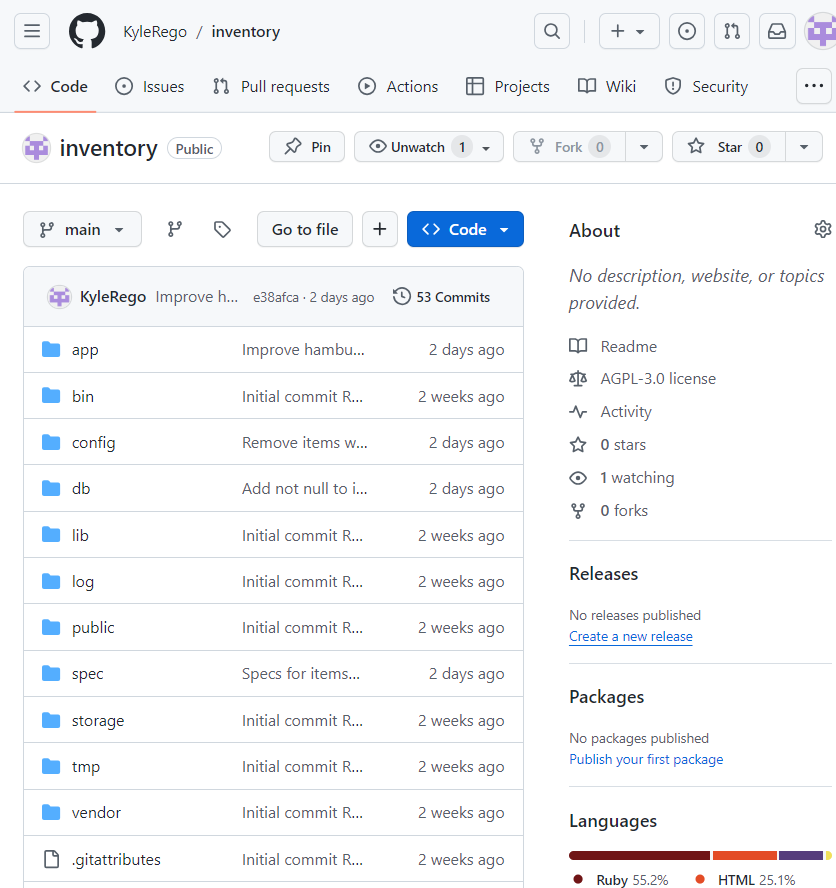 KyleRego / inventory
Code Issues Pull requests Actions Projects Wiki Security
inventory Public Pin Unwatch 1 Fork 0 Star 0
main Go to file Code
KyleRego Improve h... e38afca · 2 days ago 53 Commits
app Improve hambu... 2 days ago
bin Initial commit R... 2 weeks ago
config Remove items w... 2 days ago
db Add not null to i... 2 days ago
lib Initial commit R... 2 weeks ago
log Initial commit R... 2 weeks ago
public Initial commit R... 2 weeks ago
spec Specs for items... 2 days ago
storage Initial commit R... 2 weeks ago
tmp Initial commit R... 2 weeks ago
vendor Initial commit R... 2 weeks ago
.gitattributes Initial commit R... 2 weeks ago
About
No description, website, or topics
provided.
Readme
AGPL-3.0 license
Activity
0 stars
1 watching
0 forks
Releases
No releases published
Create a new release
Packages
No packages published
Publish your first package
Languages
Ruby 55.2% HTML 25.1%